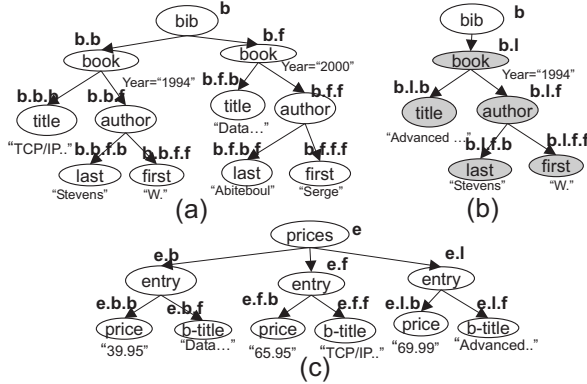 bib b
b.b b.f
book book
Year="1994" Year="2000"
b.b.b b.b.f b.f.b b.f.f
title author title author
"TCP/IP.." "Data…"
b.b.f.b b.b.f.f b.f.b.f b.f.f.f
last first last first
"Stevens" "W." "Abiteboul" "Serge"
(a)
bib b
b.l
book
Year="1994"
b.l.b b.l.f
title author
"Advanced …"
b.l.f.b b.l.f.f
last first
"Stevens" "W."
(b)
prices e
e.b e.f e.l
entry entry entry
e.b.b e.b.f e.f.b e.f.f e.l.b e.l.f
price b-title price b-title price b-title
"39.95" "Data…" "65.95" "TCP/IP.." "69.99" "Advanced.."
(c)